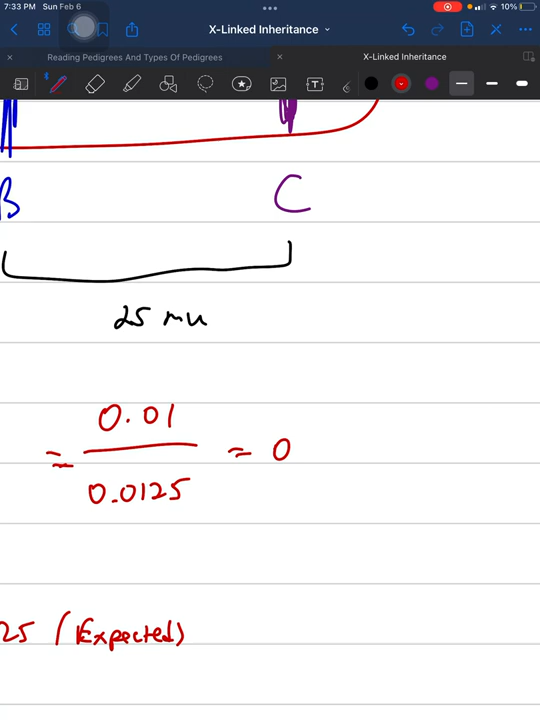 7:33 PM Sun Feb 6
10%
X-Linked Inheritance
Reading Pedigrees And Types Of Pedigrees
X-Linked Inheritance
T
B C
25 mu
= 0.01 / 0.0125 = 0
25 (Expected)